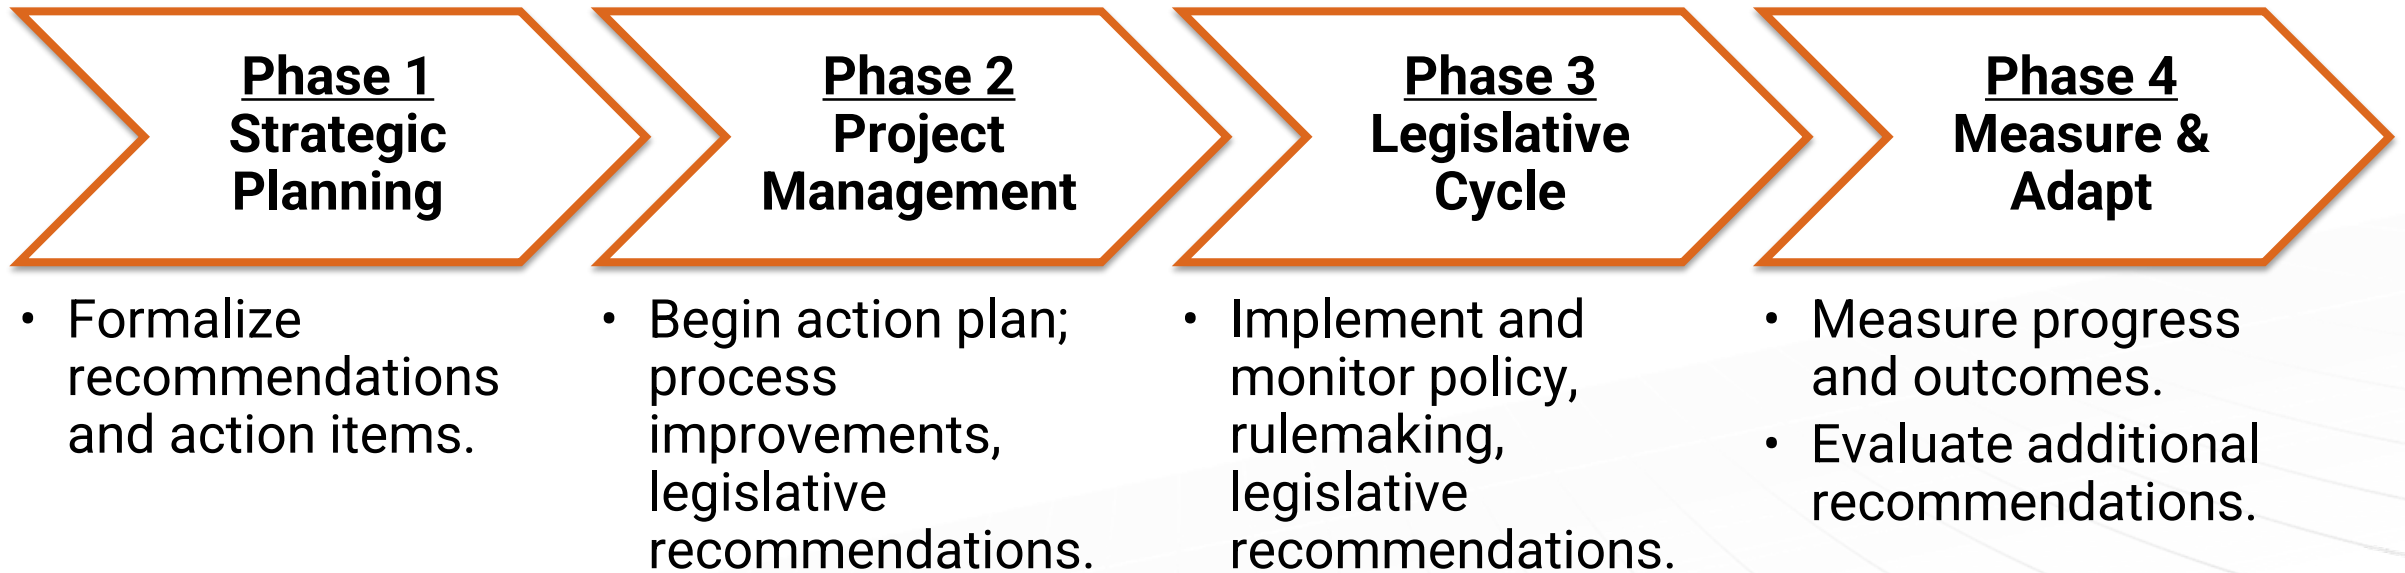 Phase 1
Strategic
Planning
• Formalize
recommendations
and action items.
Phase 2
Project
Management
• Begin action plan;
process
improvements,
legislative
recommendations.
Phase 3
Legislative
Cycle
• Implement and
monitor policy,
rulemaking,
legislative
recommendations.
Phase 4
Measure &
Adapt
• Measure progress
and outcomes.
• Evaluate additional
recommendations.